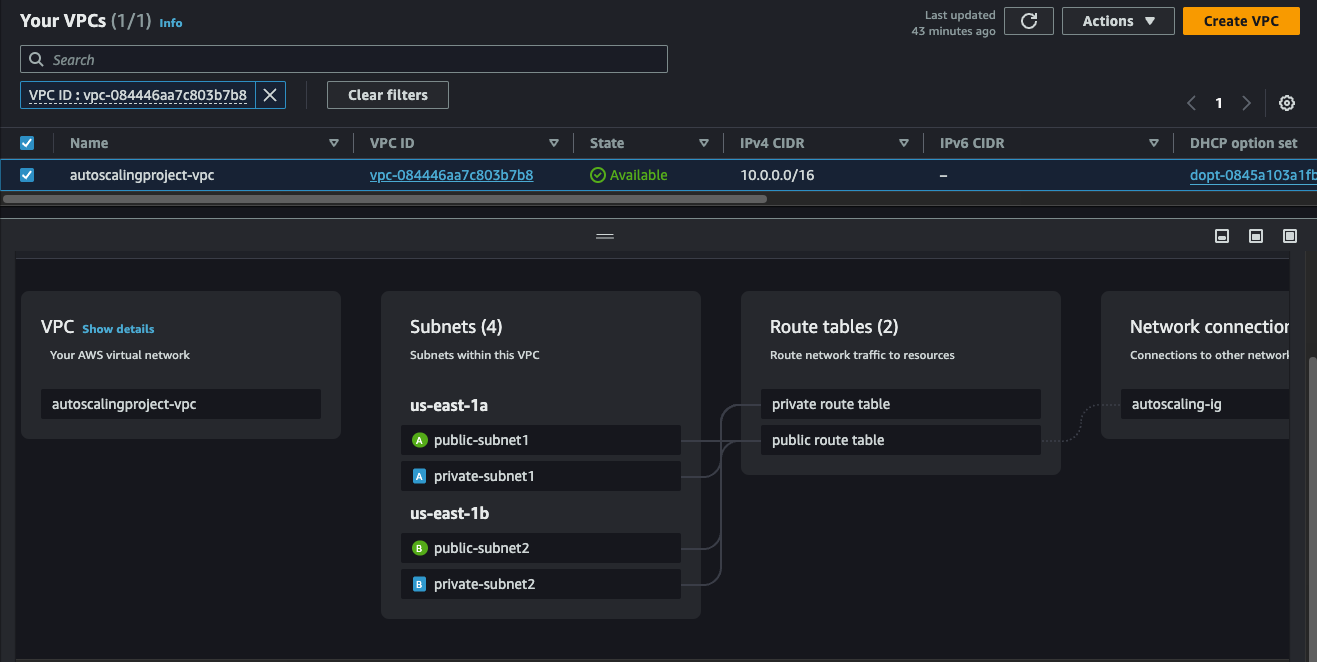 Your VPCs (1/1) Info
Last updated
43 minutes ago
Actions
Create VPC
Search
VPC ID : vpc-084446aa7c803b7b8
Clear filters
1
Name
VPC ID
State
IPv4 CIDR
IPv6 CIDR
DHCP option set
autoscalingproject-vpc
vpc-084446aa7c803b7b8
Available
10.0.0.0/16
–
dopt-0845a103a1fb
VPC Show details
Your AWS virtual network
autoscalingproject-vpc
Subnets (4)
Subnets within this VPC
us-east-1a
A public-subnet1
A private-subnet1
us-east-1b
B public-subnet2
B private-subnet2
Route tables (2)
Route network traffic to resources
private route table
public route table
Network connection
Connections to other network
autoscaling-ig